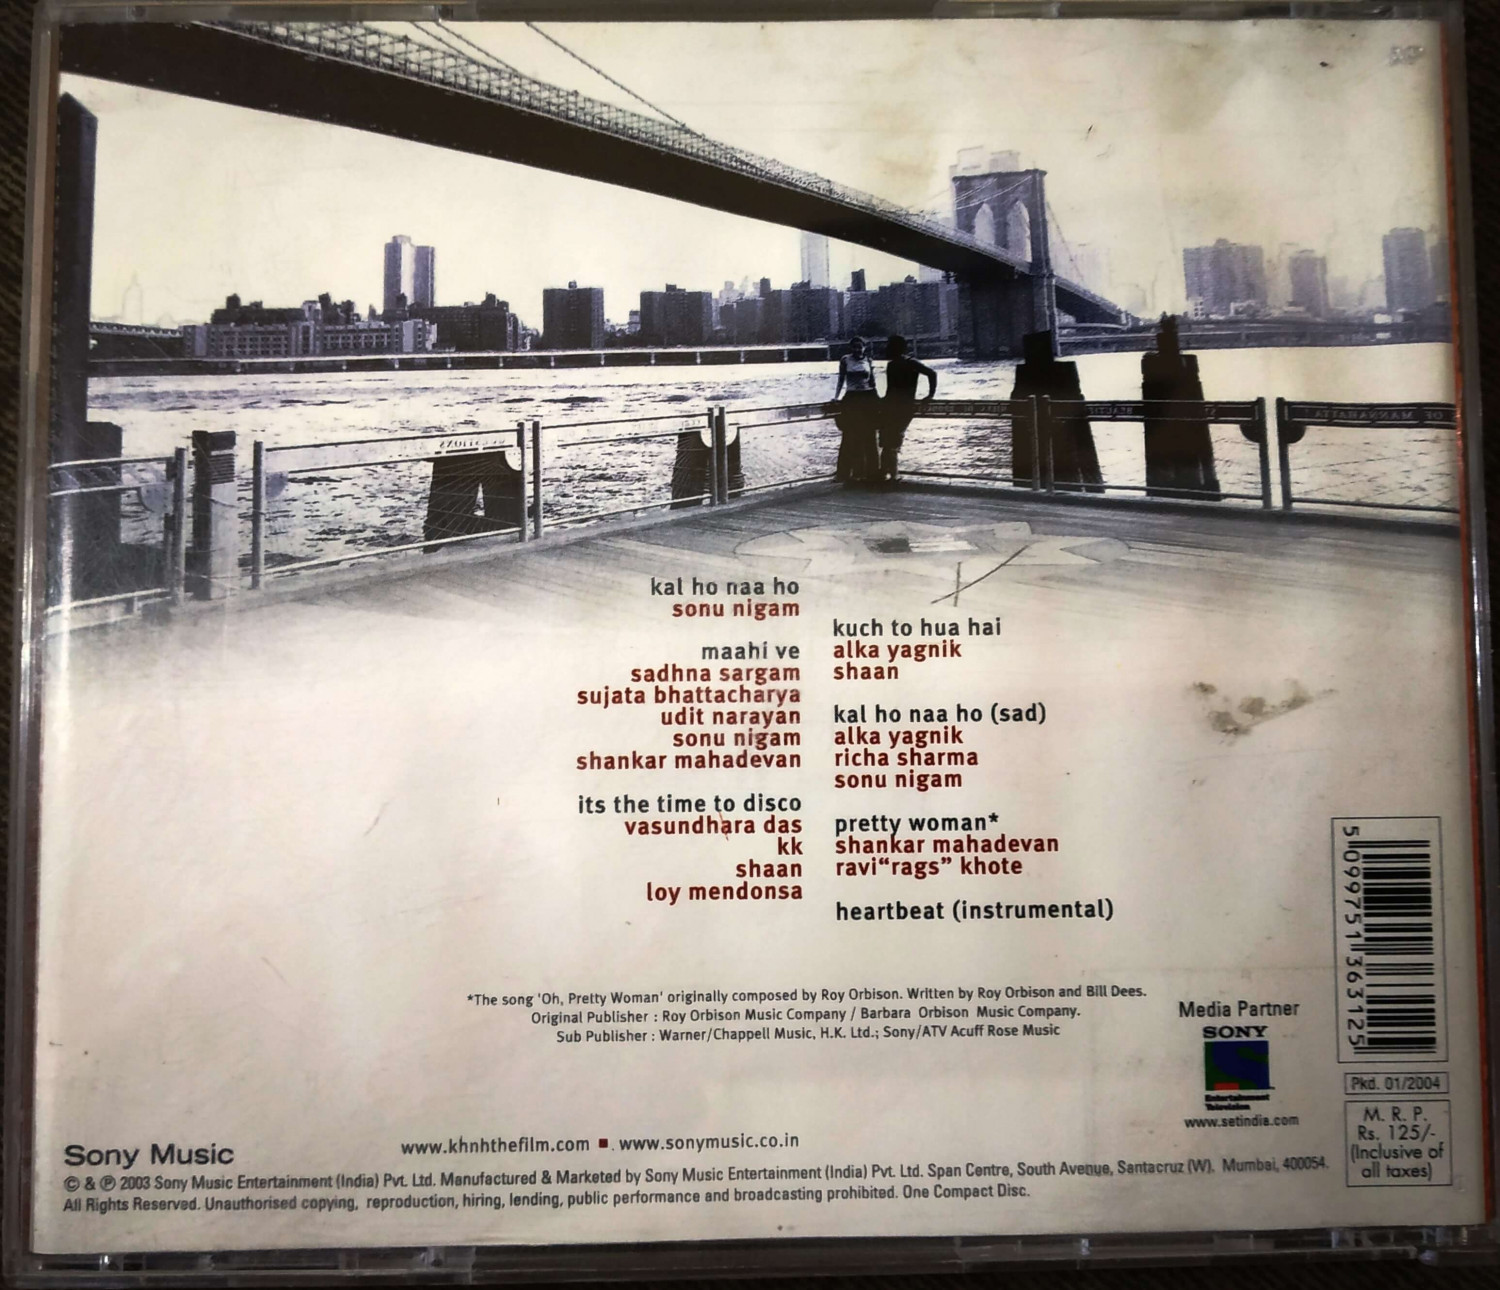 kal ho naa ho
sonu nigam
maahi ve
sadhna sargam
sujata bhattacharya
udit narayan
sonu nigam
shankar mahadevan
its the time to disco
vasundhara das
kk
shaan
loy mendonsa
kuch to hua hai
alka yagnik
shaan
kal ho naa ho (sad)
alka yagnik
richa sharma
sonu nigam
pretty woman*
shankar mahadevan
ravi“rags” khote
heartbeat (instrumental)
*The song 'Oh, Pretty Woman' originally composed by Roy Orbison. Written by Roy Orbison and Bill Dees.
Original Publisher : Roy Orbison Music Company / Barbara Orbison Music Company.
Sub Publisher : Warner/Chappell Music, H.K. Ltd.; Sony/ATV Acuff Rose Music
Media Partner
SONY
Entertainment
Television
www.setindia.com
5 099751 363125
Pkd. 01/2004
M. R. P.
Rs. 125/-
(Inclusive of
all taxes)
Sony Music
www.khnhthefilm.com ■ www.sonymusic.co.in
© & ℗ 2003 Sony Music Entertainment (India) Pvt. Ltd. Manufactured & Marketed by Sony Music Entertainment (India) Pvt. Ltd. Span Centre, South Avenue, Santacruz (W), Mumbai, 400054.
All Rights Reserved. Unauthorised copying, reproduction, hiring, lending, public performance and broadcasting prohibited. One Compact Disc.